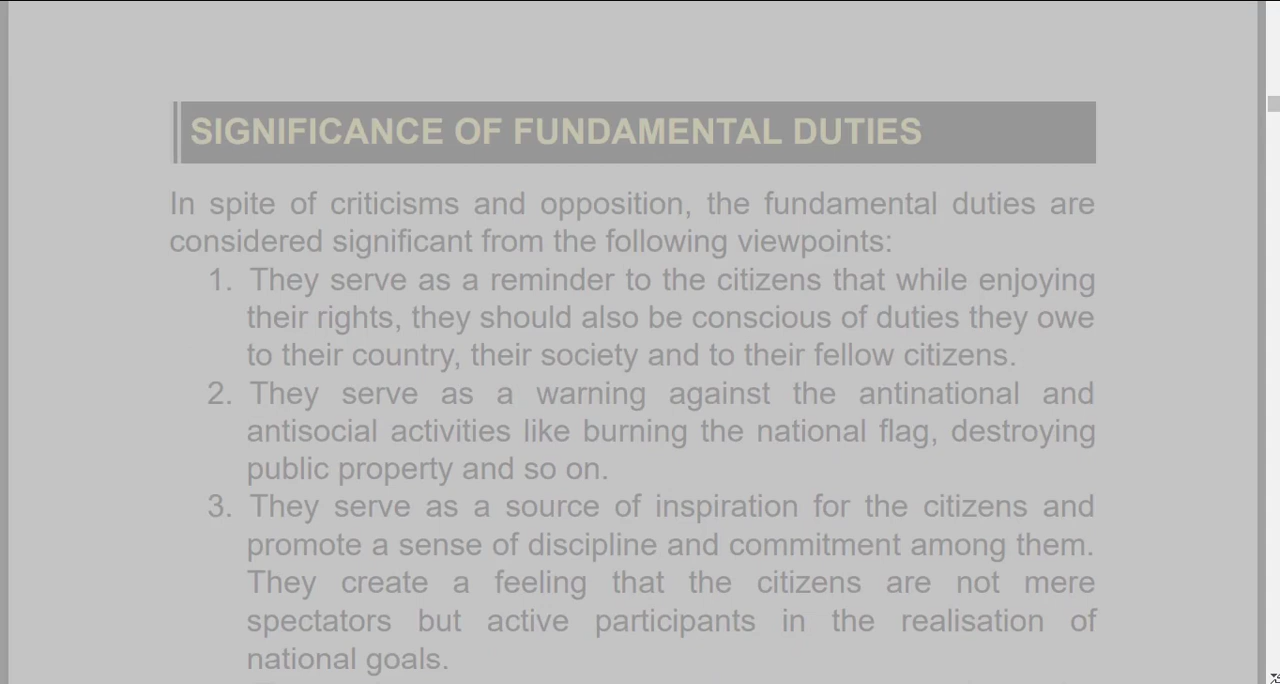 SIGNIFICANCE OF FUNDAMENTAL DUTIES
In spite of criticisms and opposition, the fundamental duties are
considered significant from the following viewpoints:
1. They serve as a reminder to the citizens that while enjoying
their rights, they should also be conscious of duties they owe
to their country, their society and to their fellow citizens.
2. They serve as a warning against the antinational and
antisocial activities like burning the national flag, destroying
public property and so on.
3. They serve as a source of inspiration for the citizens and
promote a sense of discipline and commitment among them.
They create a feeling that the citizens are not mere
spectators but active participants in the realisation of
national goals.